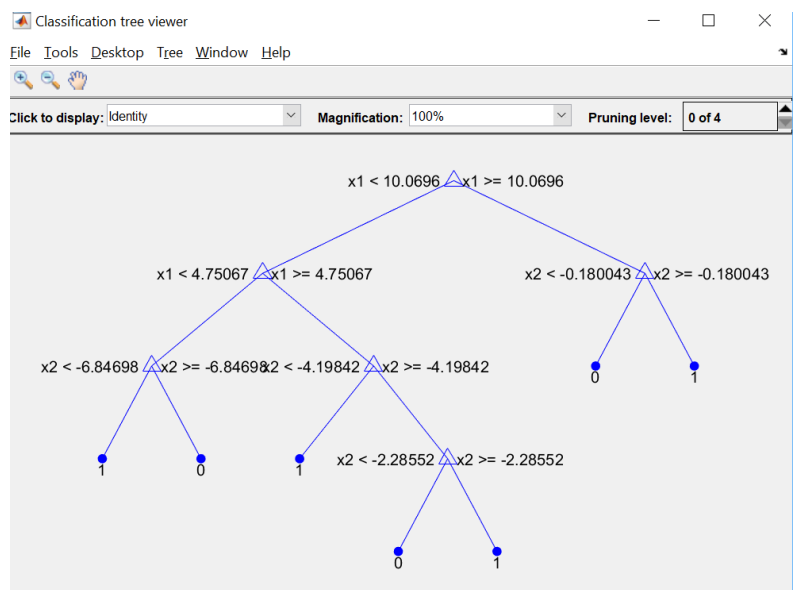 Classification tree viewer
File Tools Desktop Tree Window Help
Click to display: Identity Magnification: 100% Pruning level: 0 of 4
x1 < 10.0696 x1 >= 10.0696
x1 < 4.75067 x1 >= 4.75067 x2 < -0.180043 x2 >= -0.180043
x2 < -6.84698 x2 >= -6.84698 x2 < -4.19842 x2 >= -4.19842
0 1
1 0 1 x2 < -2.28552 x2 >= -2.28552
0 1